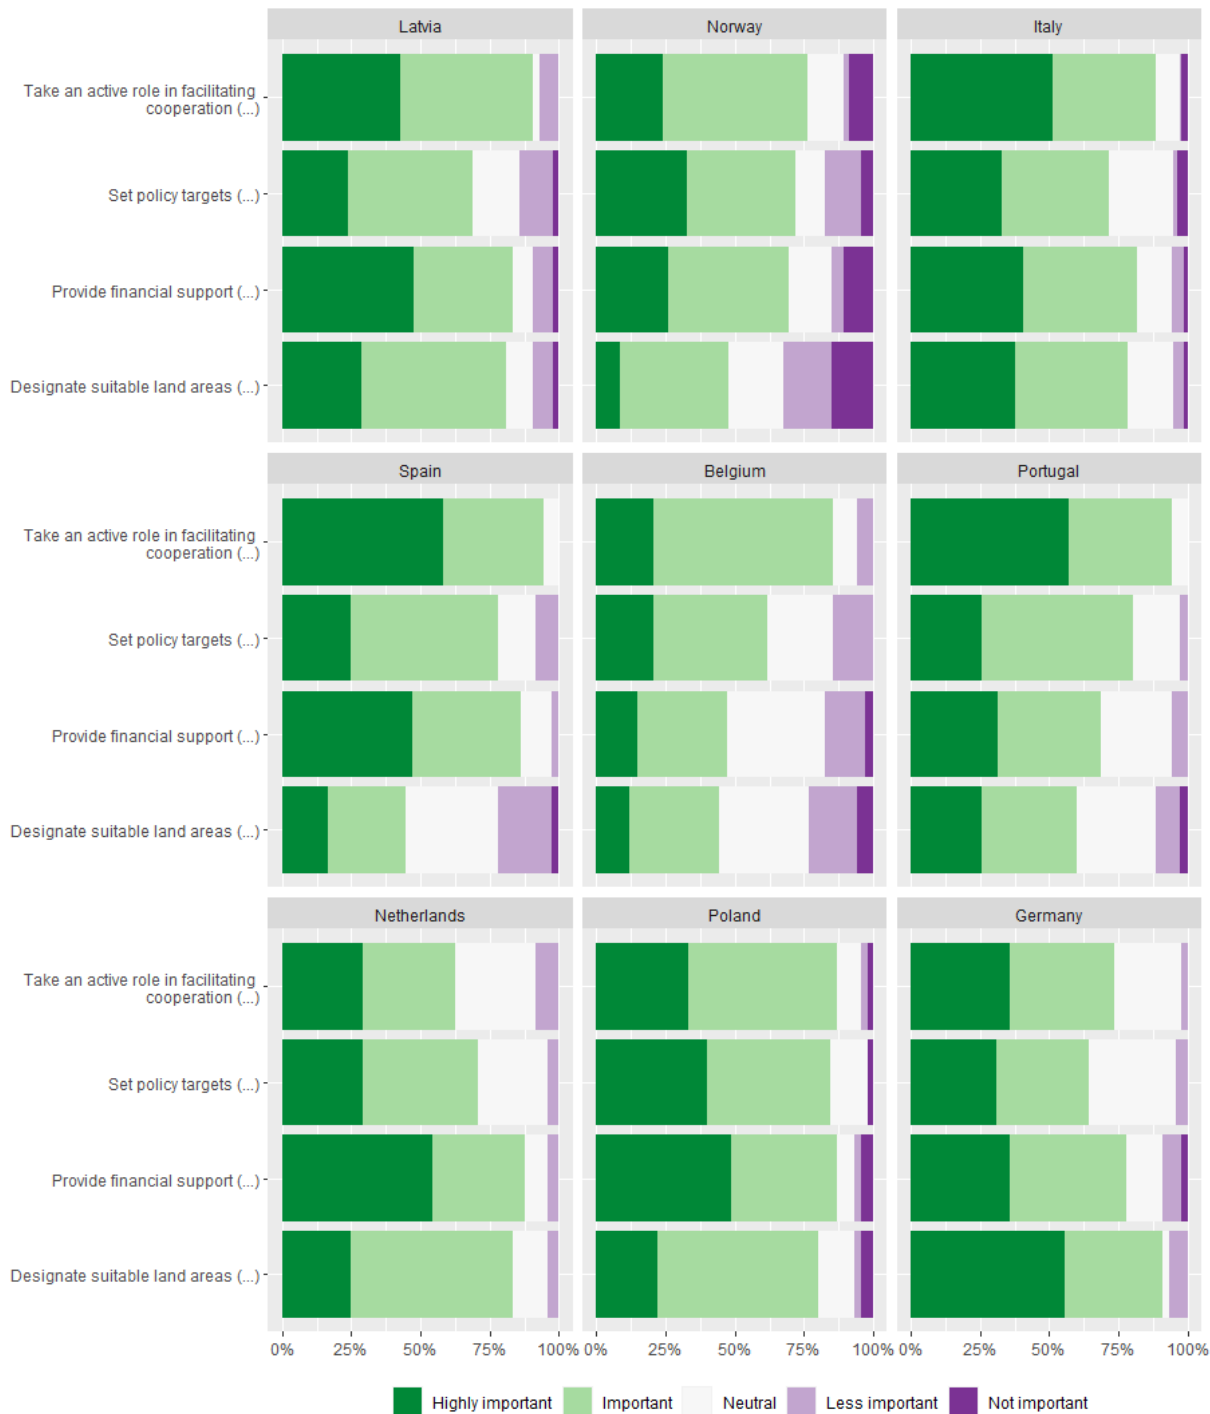 Latvia
Norway
Italy
Take an active role in facilitating
cooperation (...)
Set policy targets (...)
Provide financial support (...)
Designate suitable land areas (...)
Spain
Belgium
Portugal
Take an active role in facilitating
cooperation (...)
Set policy targets (...)
Provide financial support (...)
Designate suitable land areas (...)
Netherlands
Poland
Germany
Take an active role in facilitating
cooperation (...)
Set policy targets (...)
Provide financial support (...)
Designate suitable land areas (...)
0% 25% 50% 75% 100% 0% 25% 50% 75% 100% 0% 25% 50% 75% 100%
Highly important Important Neutral Less important Not important